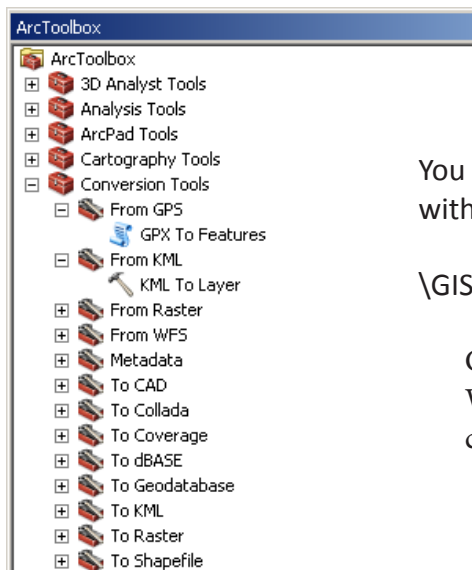 ArcToolbox
ArcToolbox
3D Analyst Tools
Analysis Tools
ArcPad Tools
Cartography Tools
Conversion Tools
From GPS
GPX To Features
From KML
KML To Layer
From Raster
From WFS
Metadata
To CAD
To Collada
To Coverage
To dBASE
To Geodatabase
To KML
To Raster
To Shapefile
You
with
\GIS